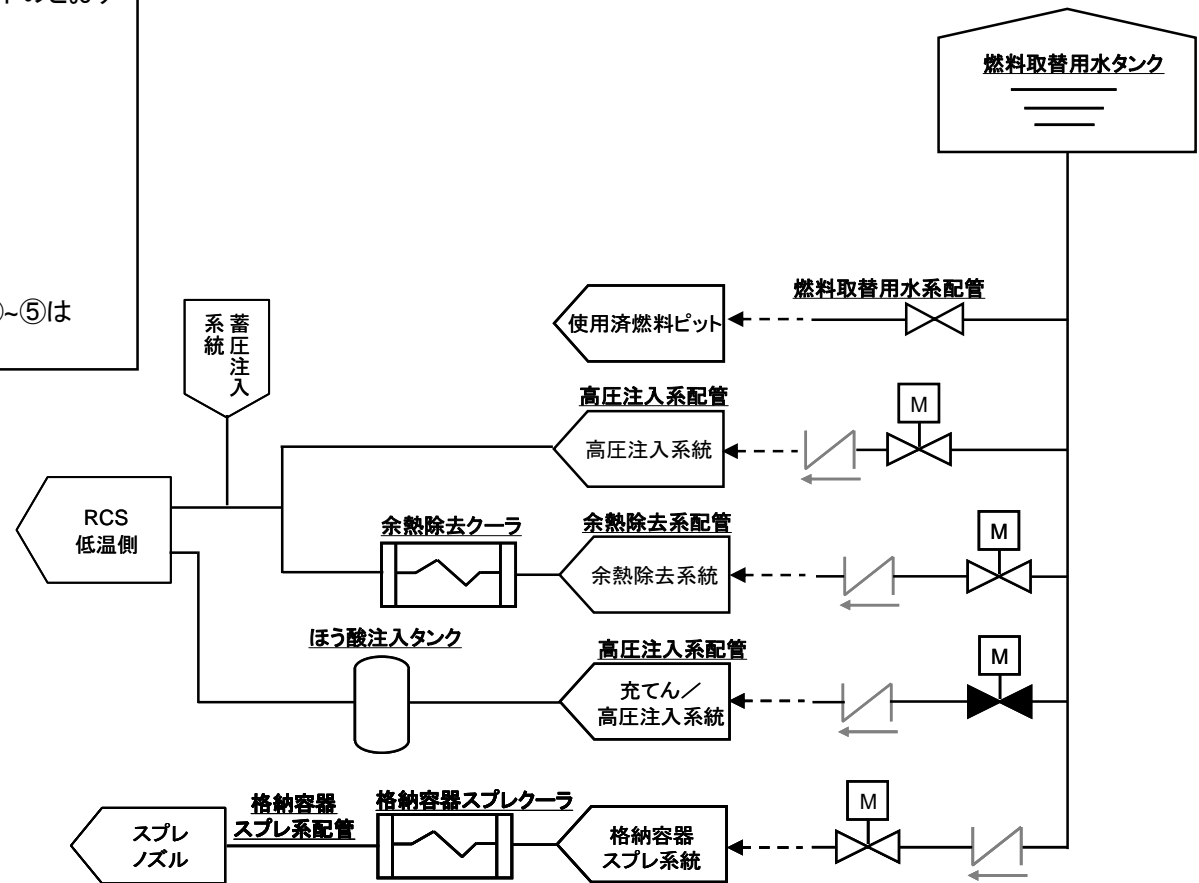 ~⑤は
燃料取替用水タンク
燃料取替用水系配管
使用済燃料ピット
蓄圧注入
系統
高圧注入系配管
高圧注入系統
M
RCS
低温側
余熱除去クーラ
余熱除去系配管
余熱除去系統
M
ほう酸注入タンク
高圧注入系配管
充てん／
高圧注入系統
M
格納容器
スプレ系配管
格納容器スプレクーラ
スプレ
ノズル
格納容器
スプレ系統
M